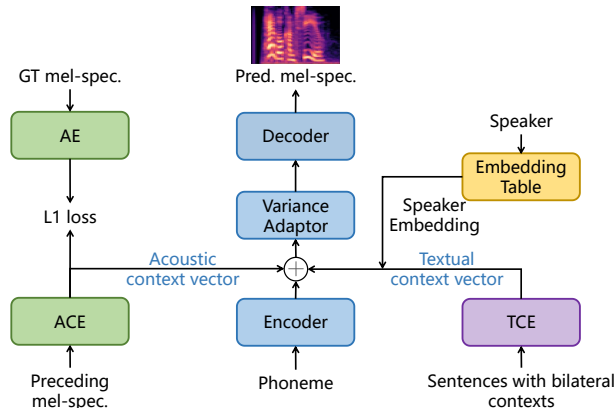 GT mel-spec.
Pred. mel-spec.
Speaker
AE
Decoder
Embedding
Table
L1 loss
Variance
Adaptor
Speaker
Embedding
Acoustic
context vector
Textual
context vector
ACE
Encoder
TCE
Preceding
mel-spec.
Phoneme
Sentences with bilateral
contexts